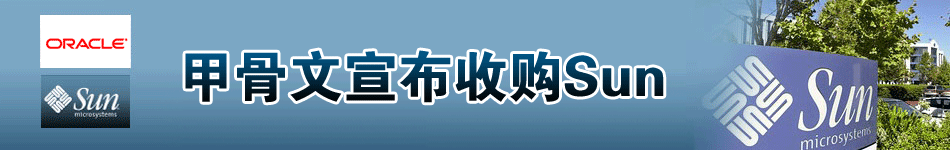 ORACLE
Sun
microsystems
甲骨文宣布收购Sun
Sun
microsystems